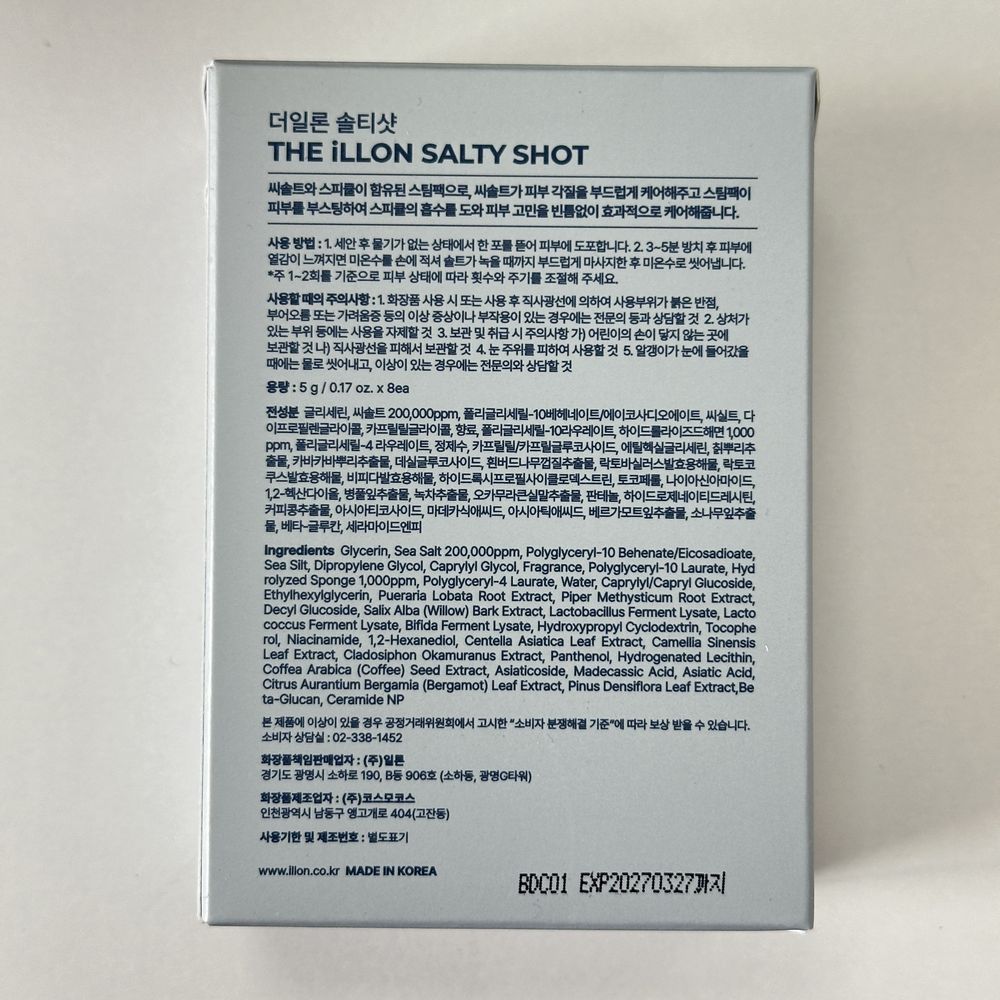 더일론 솔티샷
THE iLLON SALTY SHOT
씨솔트와 스피큘이 함유된 스팀팩으로, 씨솔트가 피부 각질을 부드럽게 케어해주고 스팀팩이
피부를 부스팅하여 스피큘의 흡수를 도와 피부 고민을 빈틈없이 효과적으로 케어해줍니다.
사용 방법 : 1. 세안 후 물기가 없는 상태에서 한 포를 뜯어 피부에 도포합니다. 2. 3~5분 방치 후 피부에
열감이 느껴지면 미온수를 손에 적셔 솔트가 녹을 때까지 부드럽게 마사지한 후 미온수로 씻어냅니다.
*주 1~2회를 기준으로 피부 상태에 따라 횟수와 주기를 조절해 주세요.
사용할 때의 주의사항 : 1. 화장품 사용 시 또는 사용 후 직사광선에 의하여 사용부위가 붉은 반점,
부어오름 또는 가려움증 등의 이상 증상이나 부작용이 있는 경우에는 전문의 등과 상담할 것 2. 상처가
있는 부위 등에는 사용을 자제할 것 3. 보관 및 취급 시 주의사항 가) 어린이의 손이 닿지 않는 곳에
보관할 것 나) 직사광선을 피해서 보관할 것 4. 눈 주위를 피하여 사용할 것 5. 알갱이가 눈에 들어갔을
때에는 물로 씻어내고, 이상이 있는 경우에는 전문의와 상담할 것
용량 : 5 g / 0.17 oz. x 8ea
전성분 글리세린, 씨솔트 200,000ppm, 폴리글리세릴-10베헤네이트/에이코사디오에이트, 씨실트, 다
이프로필렌글라이콜, 카프릴릴글라이콜, 향료, 폴리글리세릴-10라우레이트, 하이드롤라이즈드해면 1,000
ppm, 폴리글리세릴-4 라우레이트, 정제수, 카프릴릴/카프릴글루코사이드, 에틸헥실글리세린, 칡뿌리추
출물, 카바카바뿌리추출물, 데실글루코사이드, 흰버드나무껍질추출물, 락토바실러스발효용해물, 락토코
쿠스발효용해물, 비피다발효용해물, 하이드록시프로필사이클로덱스트린, 토코페롤, 나이아신아마이드,
1,2-헥산다이올, 병풀잎추출물, 녹차추출물, 오카무라큰실말추출물, 판테놀, 하이드로제네이티드레시틴,
커피콩추출물, 아시아티코사이드, 마데카식애씨드, 아시아틱애씨드, 베르가모트잎추출물, 소나무잎추출
물, 베타-글루칸, 세라마이드엔피
Ingredients Glycerin, Sea Salt 200,000ppm, Polyglyceryl-10 Behenate/Eicosadioate,
Sea Silt, Dipropylene Glycol, Caprylyl Glycol, Fragrance, Polyglyceryl-10 Laurate, Hyd
rolyzed Sponge 1,000ppm, Polyglyceryl-4 Laurate, Water, Caprylyl/Capryl Glucoside,
Ethylhexylglycerin, Pueraria Lobata Root Extract, Piper Methysticum Root Extract,
Decyl Glucoside, Salix Alba (Willow) Bark Extract, Lactobacillus Ferment Lysate, Lacto
coccus Ferment Lysate, Bifida Ferment Lysate, Hydroxypropyl Cyclodextrin, Tocophe
rol, Niacinamide, 1,2-Hexanediol, Centella Asiatica Leaf Extract, Camellia Sinensis
Leaf Extract, Cladosiphon Okamuranus Extract, Panthenol, Hydrogenated Lecithin,
Coffea Arabica (Coffee) Seed Extract, Asiaticoside, Madecassic Acid, Asiatic Acid,
Citrus Aurantium Bergamia (Bergamot) Leaf Extract, Pinus Densiflora Leaf Extract,Be
ta-Glucan, Ceramide NP
본 제품에 이상이 있을 경우 공정거래위원회에서 고시한 "소비자 분쟁해결 기준"에 따라 보상 받을 수 있습니다.
소비자 상담실 : 02-338-1452
화장품책임판매업자 : (주)일론
경기도 광명시 소하로 190, B동 906호 (소하동, 광명G타워)
화장품제조업자 : (주)코스모코스
인천광역시 남동구 앵고개로 404(고잔동)
사용기한 및 제조번호 : 별도표기
www.illon.co.kr MADE IN KOREA
BDC01 EXP20270327까지